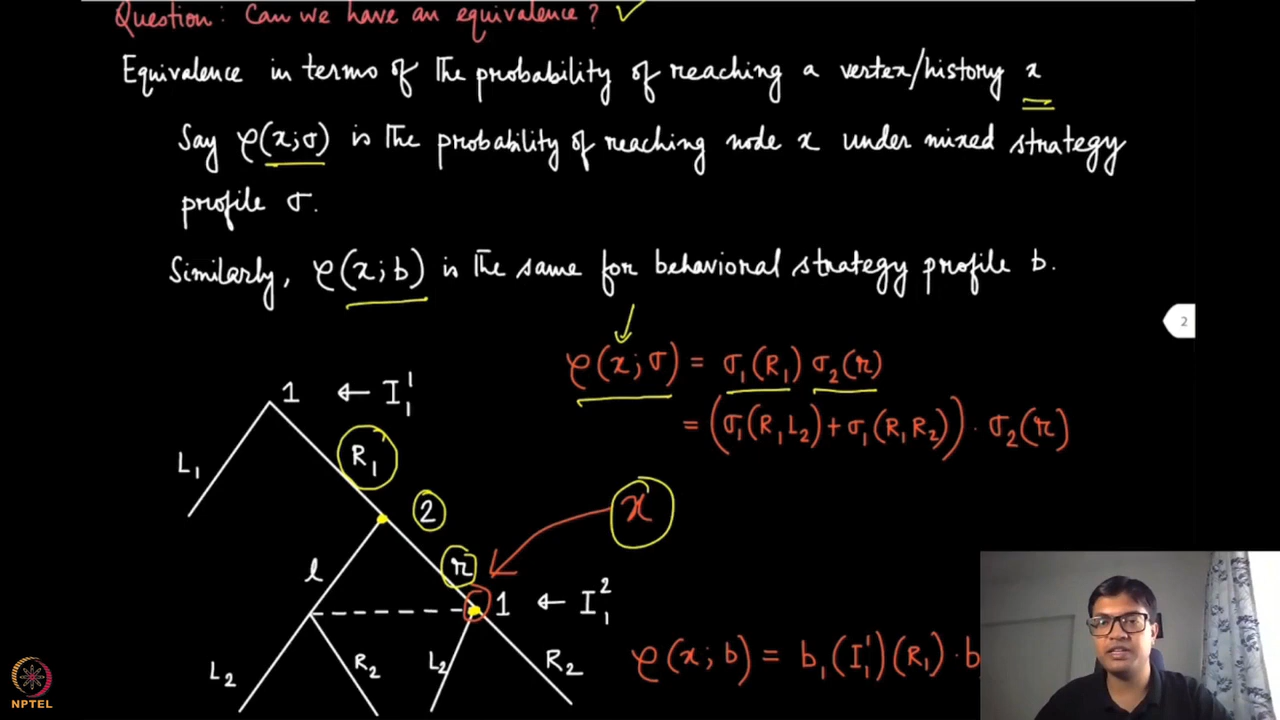 Question: Can we have an equivalence? ✓
Equivalence in terms of the probability of reaching a vertex/history x
Say ρ(x;σ) is the probability of reaching node x under mixed strategy
profile σ.
Similarly, ρ(x;b) is the same for behavioral strategy profile b.
2
ρ(x;σ) = σ₁(R₁) σ₂(r)
= (σ₁(R₁L₂) + σ₁(R₁R₂)) · σ₂(r)
1 ← I₁¹
L₁
R₁
2
x
l
r
1 ← I₁²
L₂
R₂
L₂
R₂
ρ(x;b) = b₁(I₁¹)(R₁) · b
NPTEL